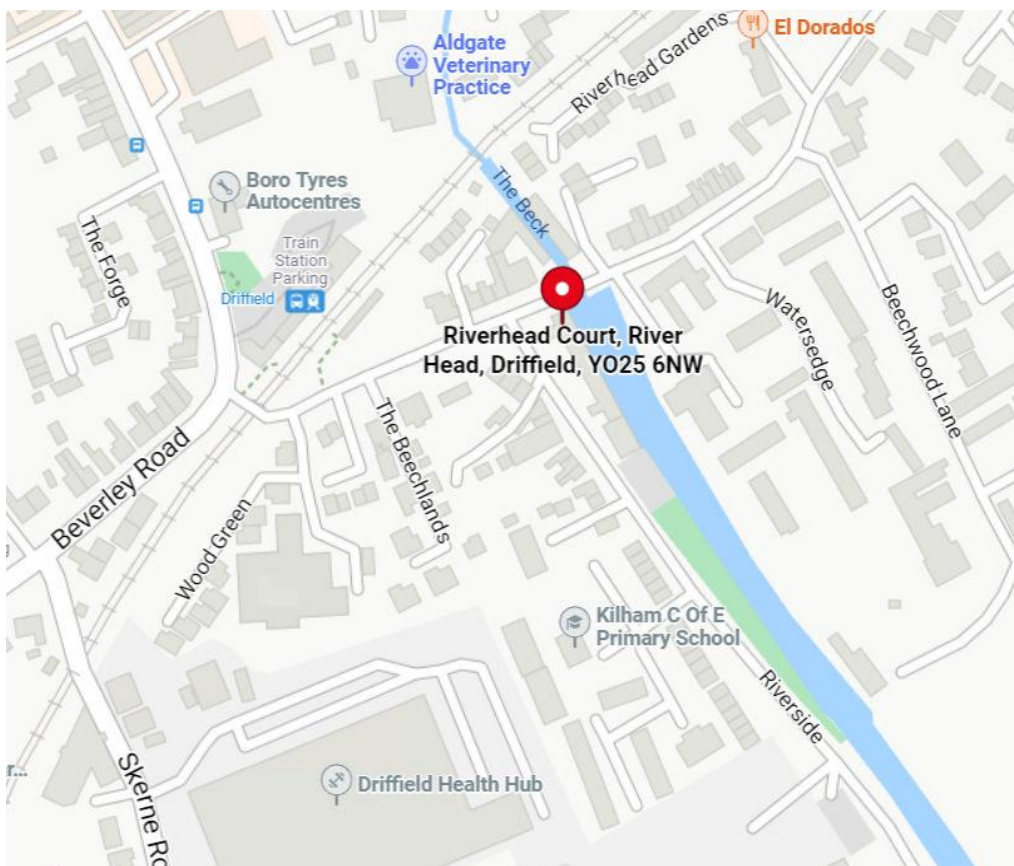 Aldgate
Veterinary
Practice
Riverhead Gardens
El Dorados
Boro Tyres
Autocentres
The Beck
The Forge
Train
Station
Parking
Driffield
Riverhead Court, River
Head, Driffield, YO25 6NW
Watersedge
Beechwood Lane
The Beechlands
Beverley Road
Wood Green
Kilham C Of E
Primary School
Riverside
Skerne Ro
r...
Driffield Health Hub